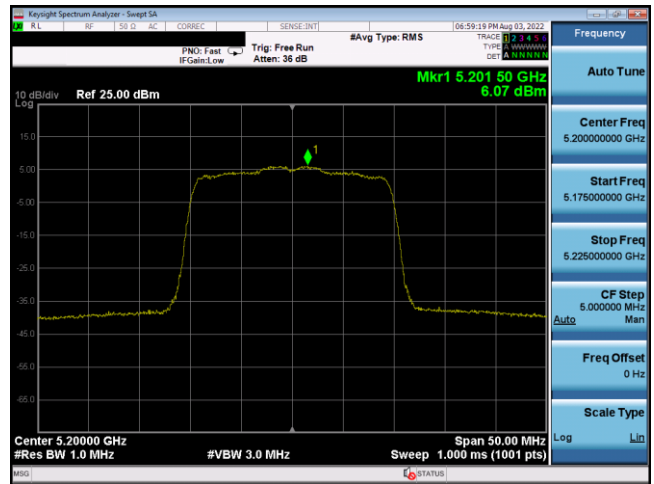 Keysight Spectrum Analyzer - Swept SA
RL RF 50 Ω AC CORREC SENSE:INT 06:59:19 PM Aug 03, 2022
#Avg Type: RMS TRACE 1 2 3 4 5 6
PNO: Fast Trig: Free Run TYPE A WWWWW
IFGain:Low Atten: 36 dB DET A N N N N N
Mkr1 5.201 50 GHz
6.07 dBm
10 dB/div Ref 25.00 dBm
Log
15.0
1
5.00
-5.00
-15.0
-25.0
-35.0
-45.0
-55.0
-65.0
Center 5.20000 GHz Span 50.00 MHz
#Res BW 1.0 MHz #VBW 3.0 MHz Sweep 1.000 ms (1001 pts)
MSG STATUS
Frequency
Auto Tune
Center Freq
5.200000000 GHz
Start Freq
5.175000000 GHz
Stop Freq
5.225000000 GHz
CF Step
5.000000 MHz
Auto Man
Freq Offset
0 Hz
Scale Type
Log Lin